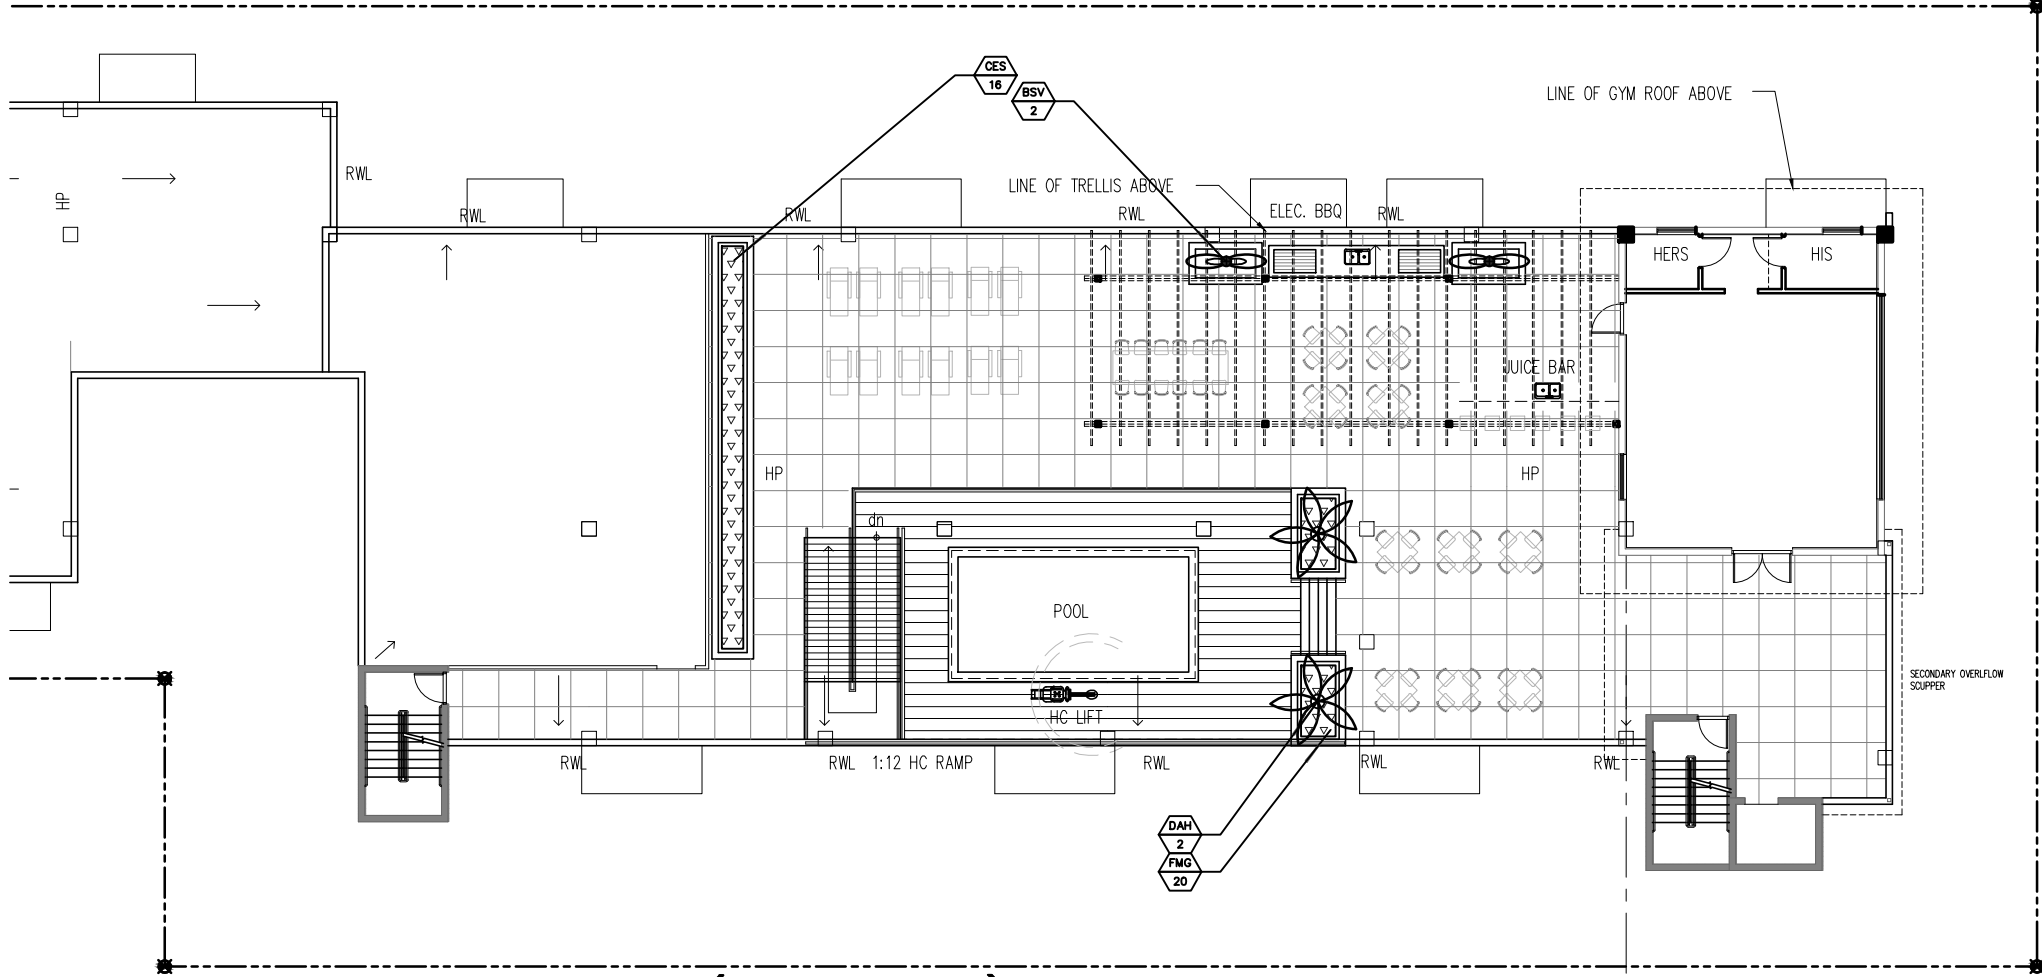 CES
16
BSV
2
LINE OF GYM ROOF ABOVE
RWL
HP
LINE OF TRELLIS ABOVE
RWL
RWL
RWL
ELEC. BBQ
RWL
HERS
HIS
JUICE BAR
HP
HP
dn
POOL
HC LIFT
SECONDARY OVERLFLOW
SCUPPER
RWL
RWL
1:12 HC RAMP
RWL
RWL
RWL
DAH
2
FMG
20